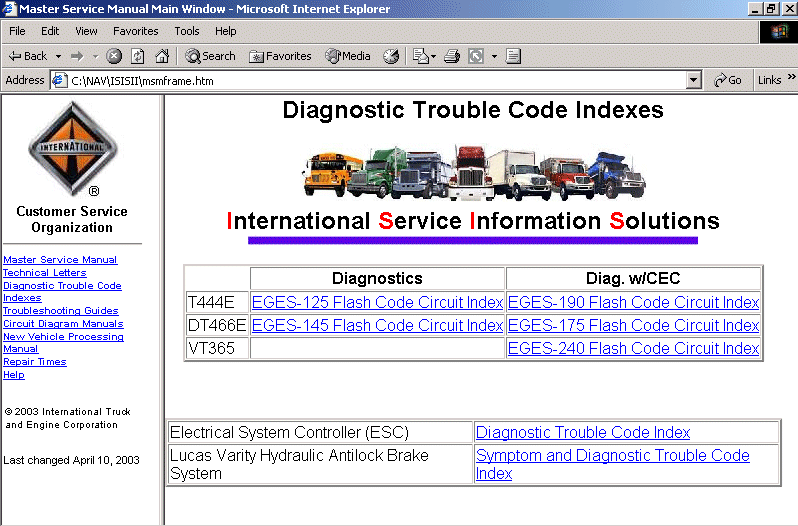 Master Service Manual Main Window - Microsoft Internet Explorer
File Edit View Favorites Tools Help
Back Search Favorites Media
Address C:\NAV\ISISII\msmframe.htm Go Links »
INTERNATIONAL
®
Customer Service
Organization
Master Service Manual
Technical Letters
Diagnostic Trouble Code
Indexes
Troubleshooting Guides
Circuit Diagram Manuals
New Vehicle Processing
Manual
Repair Times
Help
© 2003 International Truck
and Engine Corporation
Last changed April 10, 2003
Diagnostic Trouble Code Indexes
International Service Information Solutions
Diagnostics Diag. w/CEC
T444E EGES-125 Flash Code Circuit Index EGES-190 Flash Code Circuit Index
DT466E EGES-145 Flash Code Circuit Index EGES-175 Flash Code Circuit Index
VT365 EGES-240 Flash Code Circuit Index
Electrical System Controller (ESC) Diagnostic Trouble Code Index
Lucas Varity Hydraulic Antilock Brake Symptom and Diagnostic Trouble Code
System Index